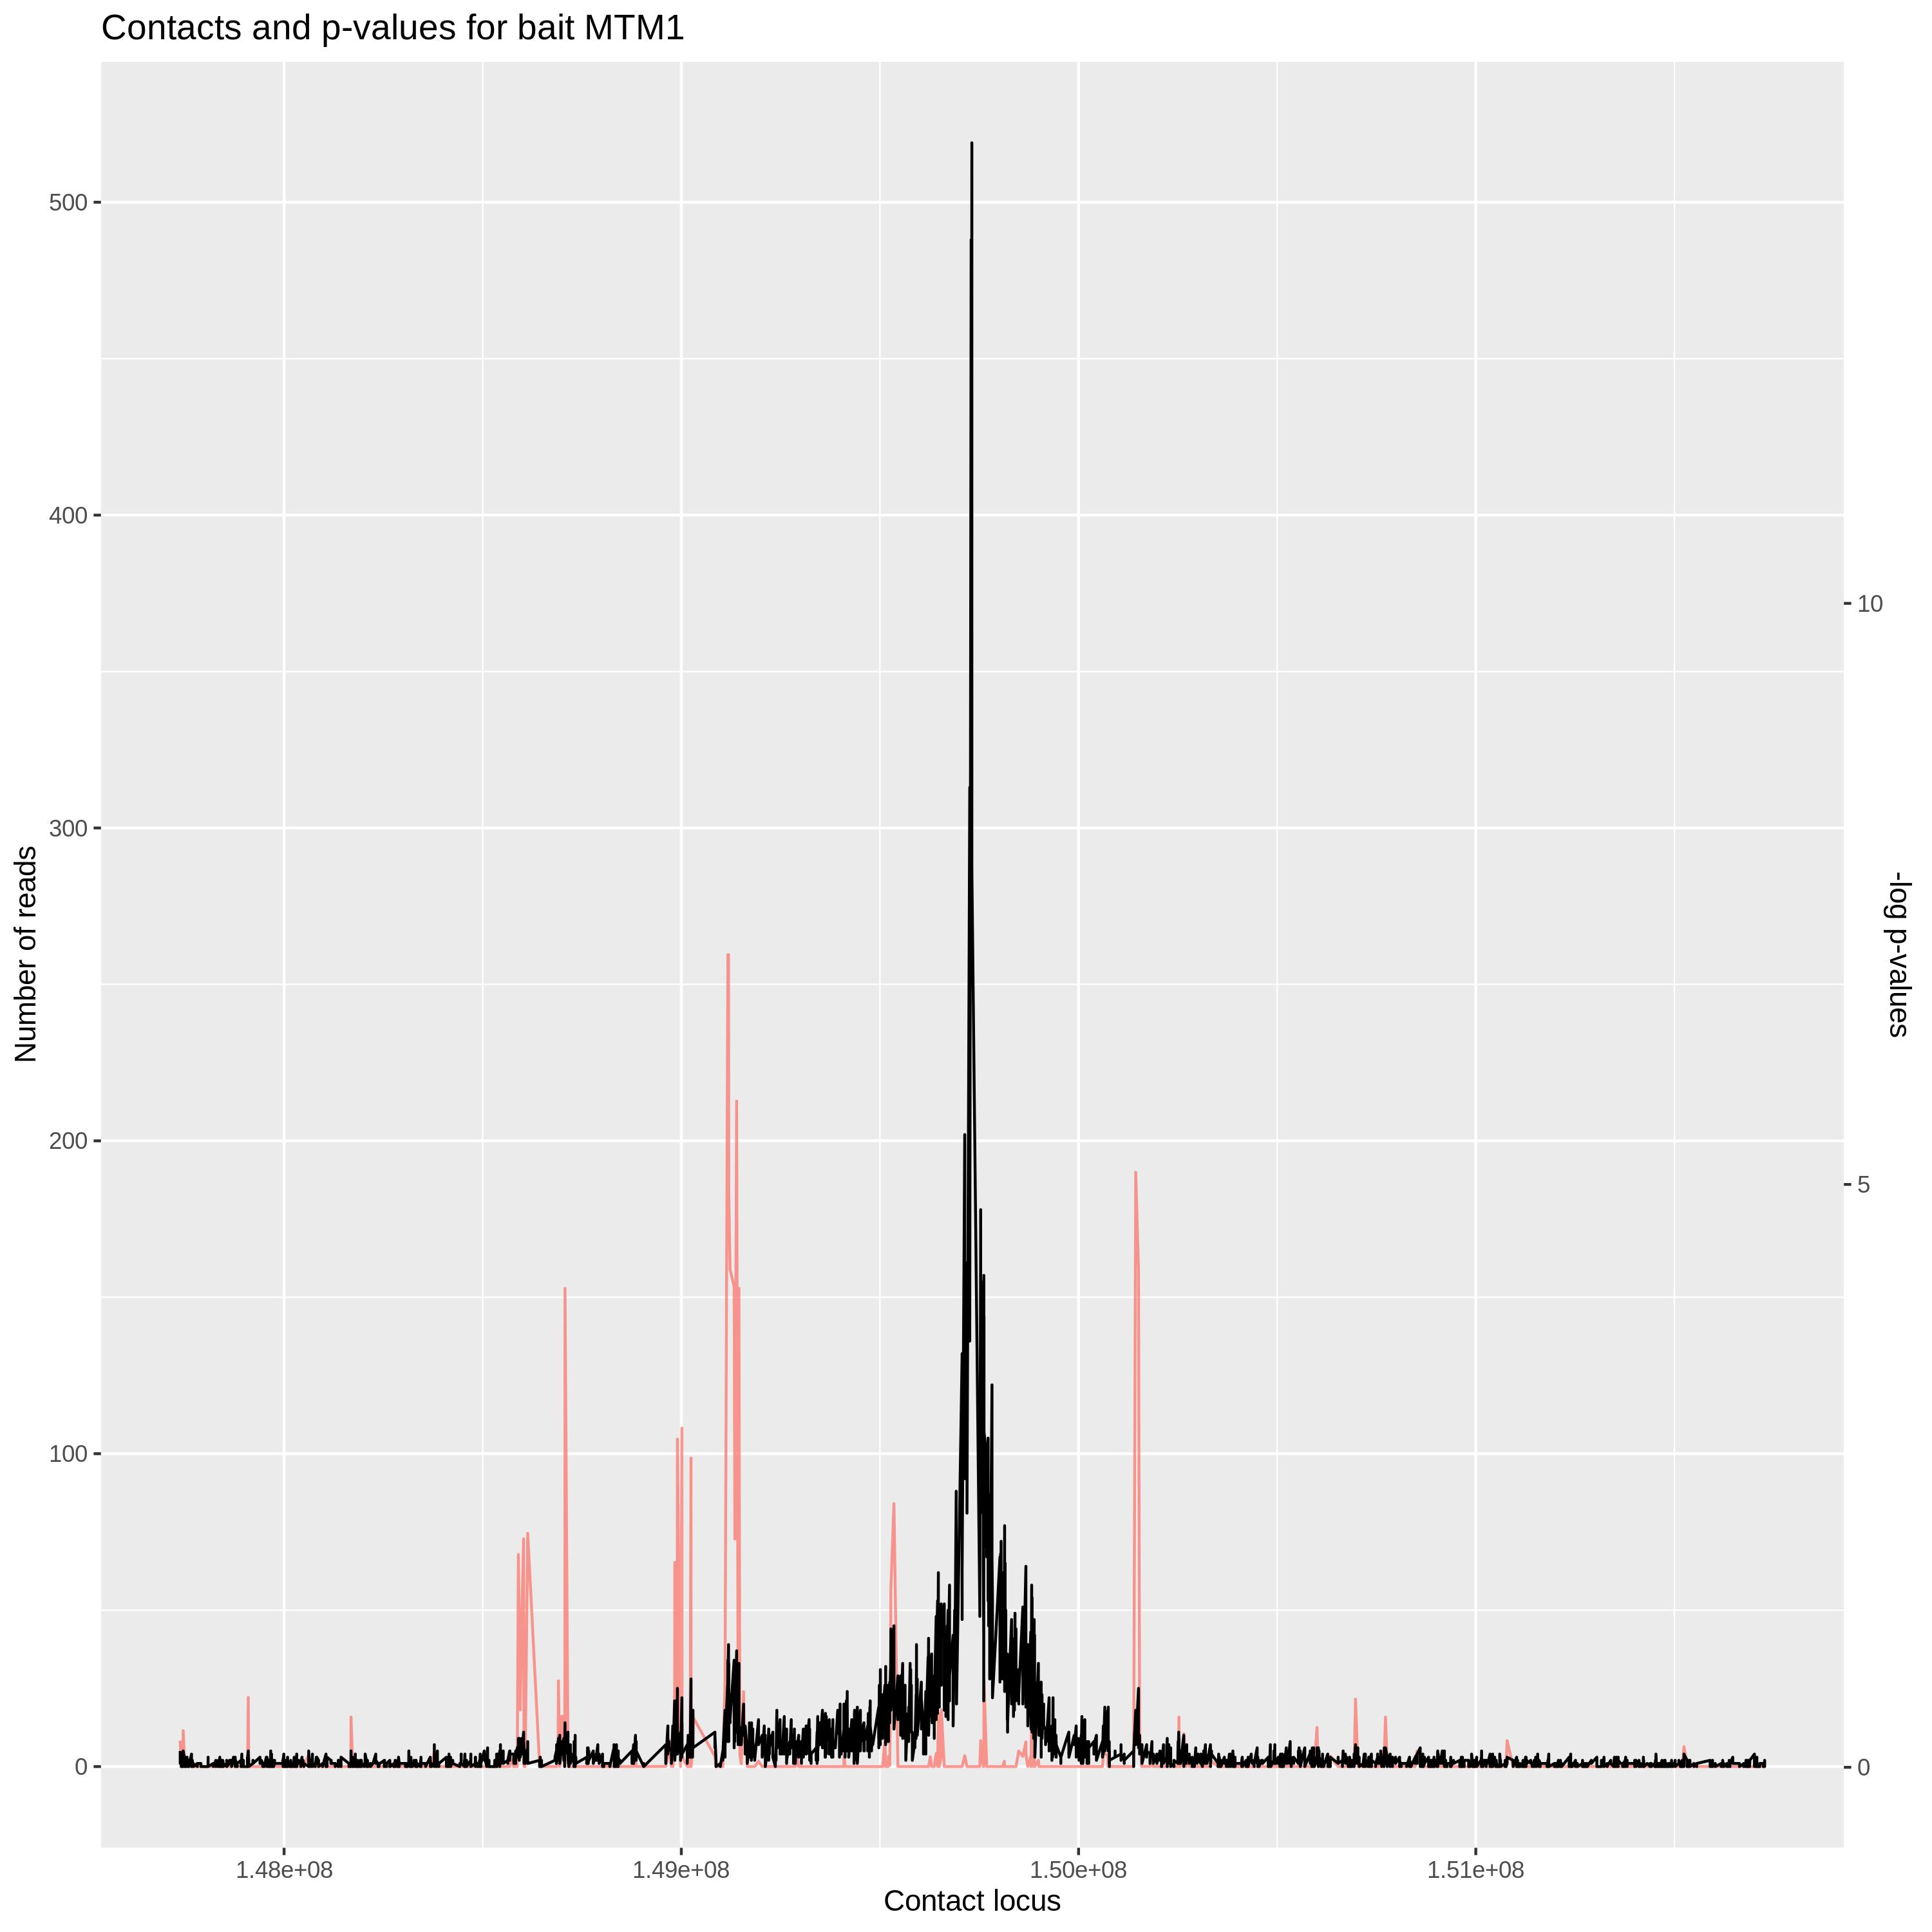 Contacts and p-values for bait MTM1
500
400
300
200
100
0
Number of reads
10
5
0
-log p-values
1.48e+08
1.49e+08
1.50e+08
1.51e+08
Contact locus